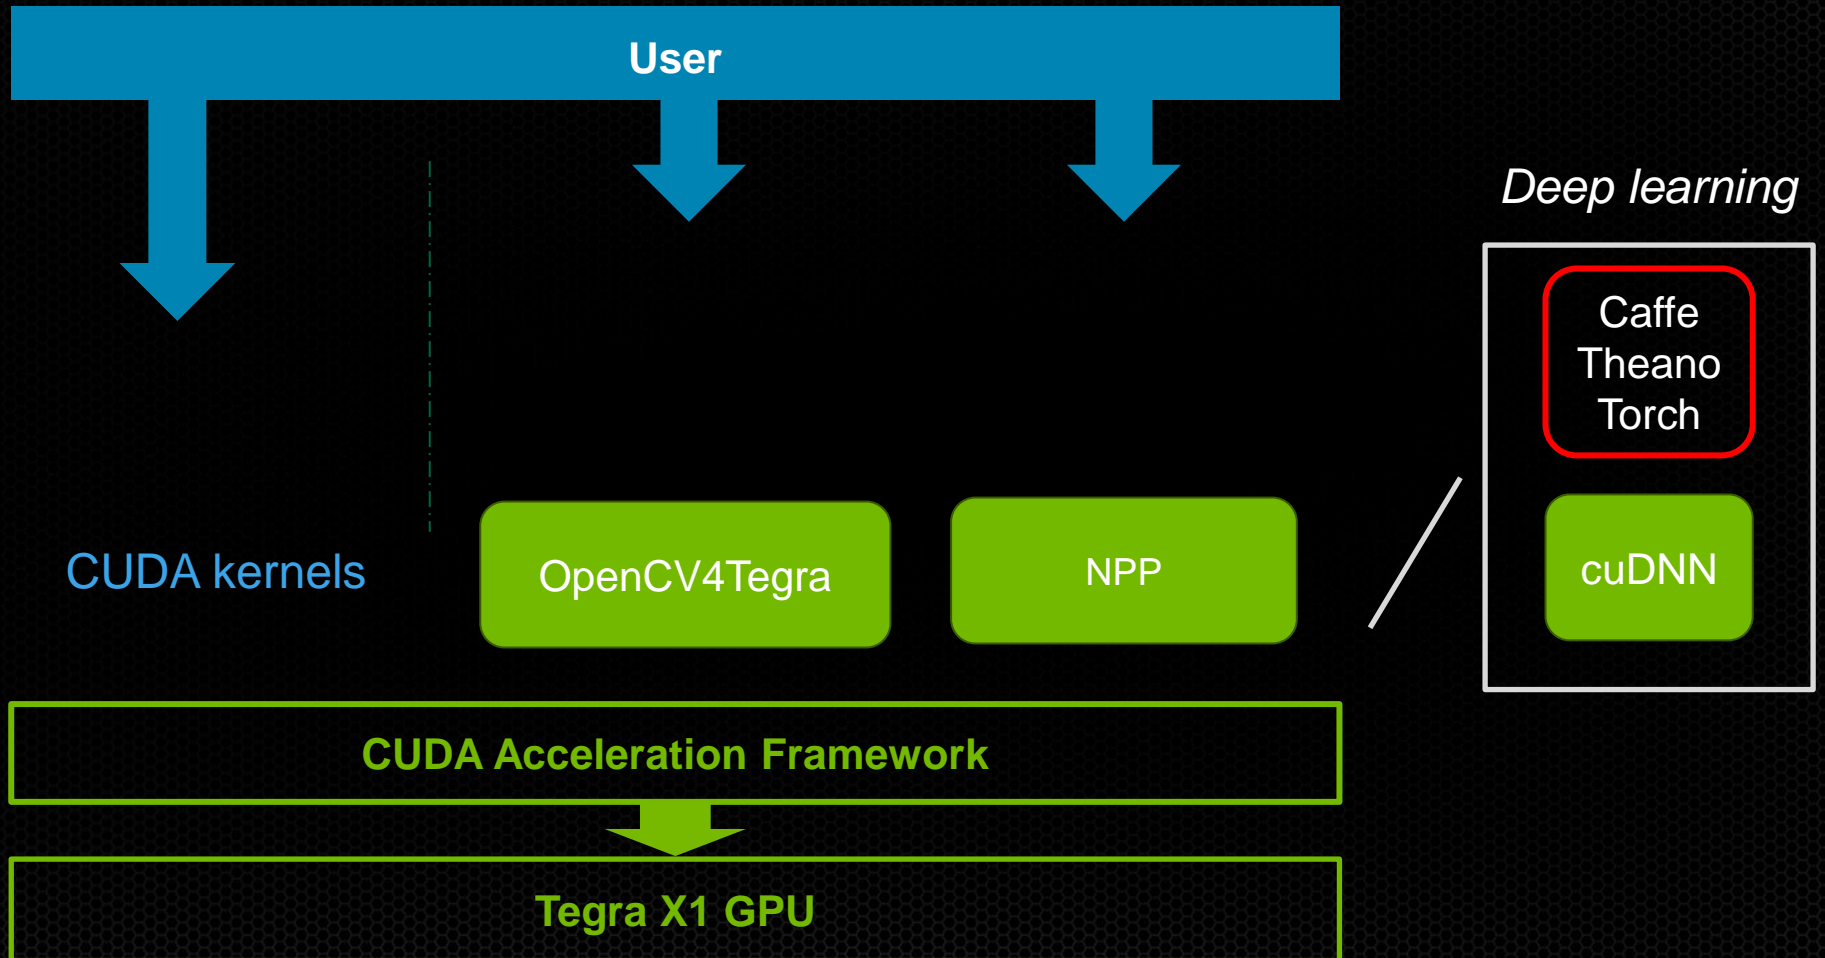 User
Deep learning
Caffe
Theano
Torch
CUDA kernels
OpenCV4Tegra
NPP
cuDNN
CUDA Acceleration Framework
Tegra X1 GPU